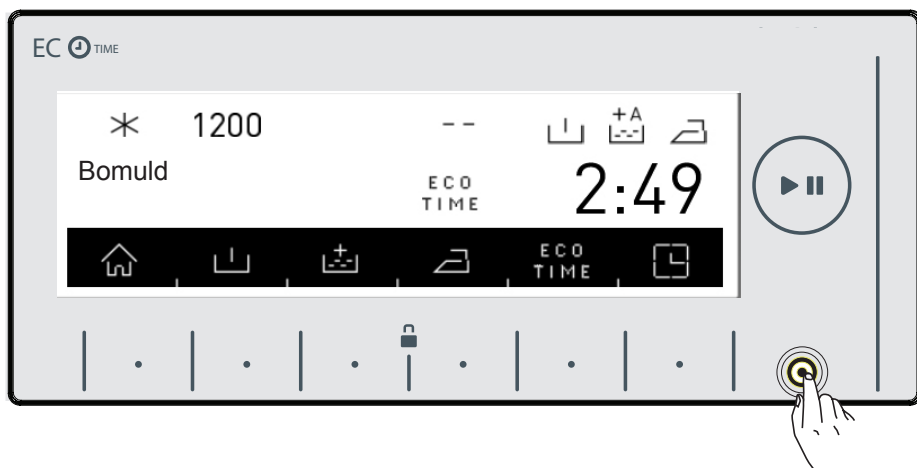 EC TIME
1200 -- +A
Bomuld
ECO
TIME
2:49
ECO
TIME